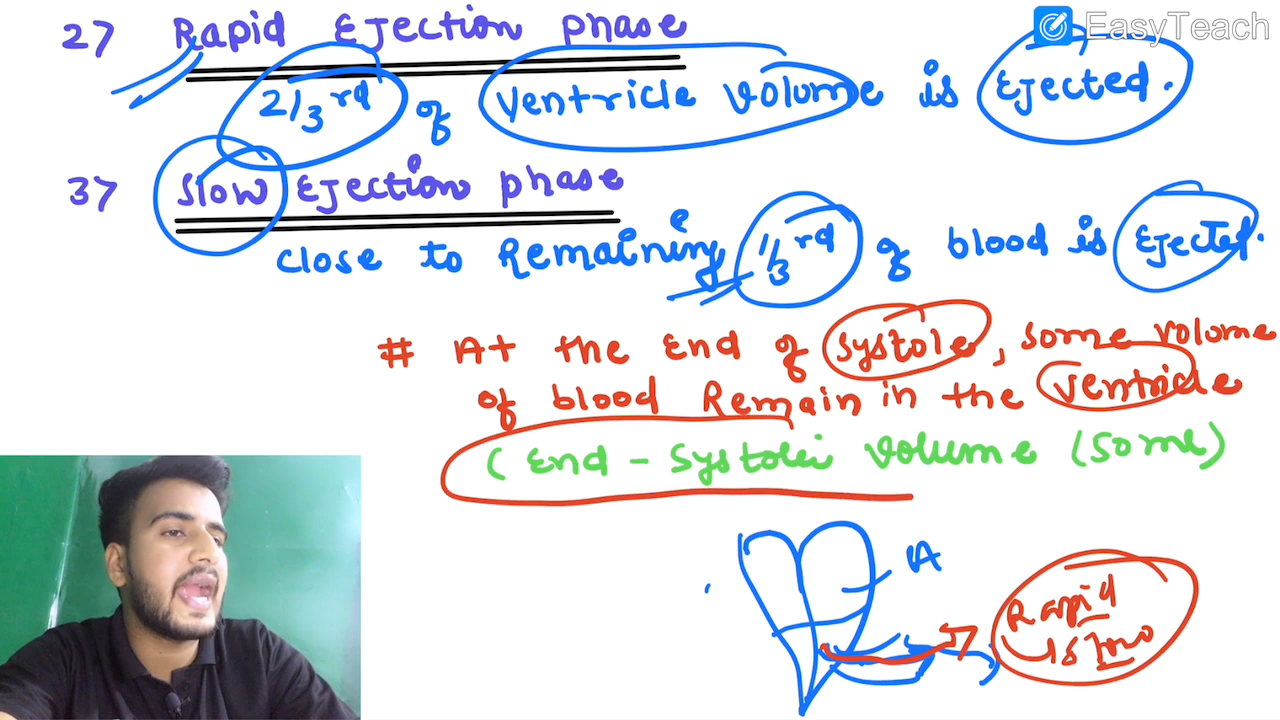 EasyTeach
2> Rapid Ejection phase
2/3rd of ventricle volume is Ejected.
3> Slow Ejection phase
close to Remaining 1/3rd of blood is Ejected.
# At the End of systole, some volume
of blood Remain in the ventricle
(End - systolic volume (some)
A
Rapid